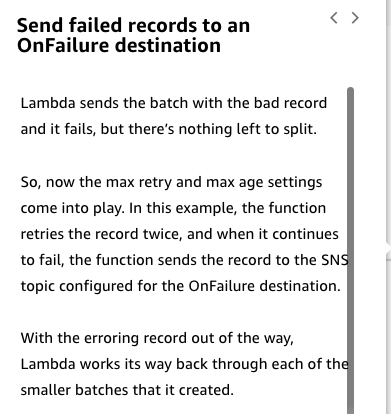 Send failed records to an
OnFailure destination
Lambda sends the batch with the bad record
and it fails, but there’s nothing left to split.
So, now the max retry and max age settings
come into play. In this example, the function
retries the record twice, and when it continues
to fail, the function sends the record to the SNS
topic configured for the OnFailure destination.
With the erroring record out of the way,
Lambda works its way back through each of the
smaller batches that it created.